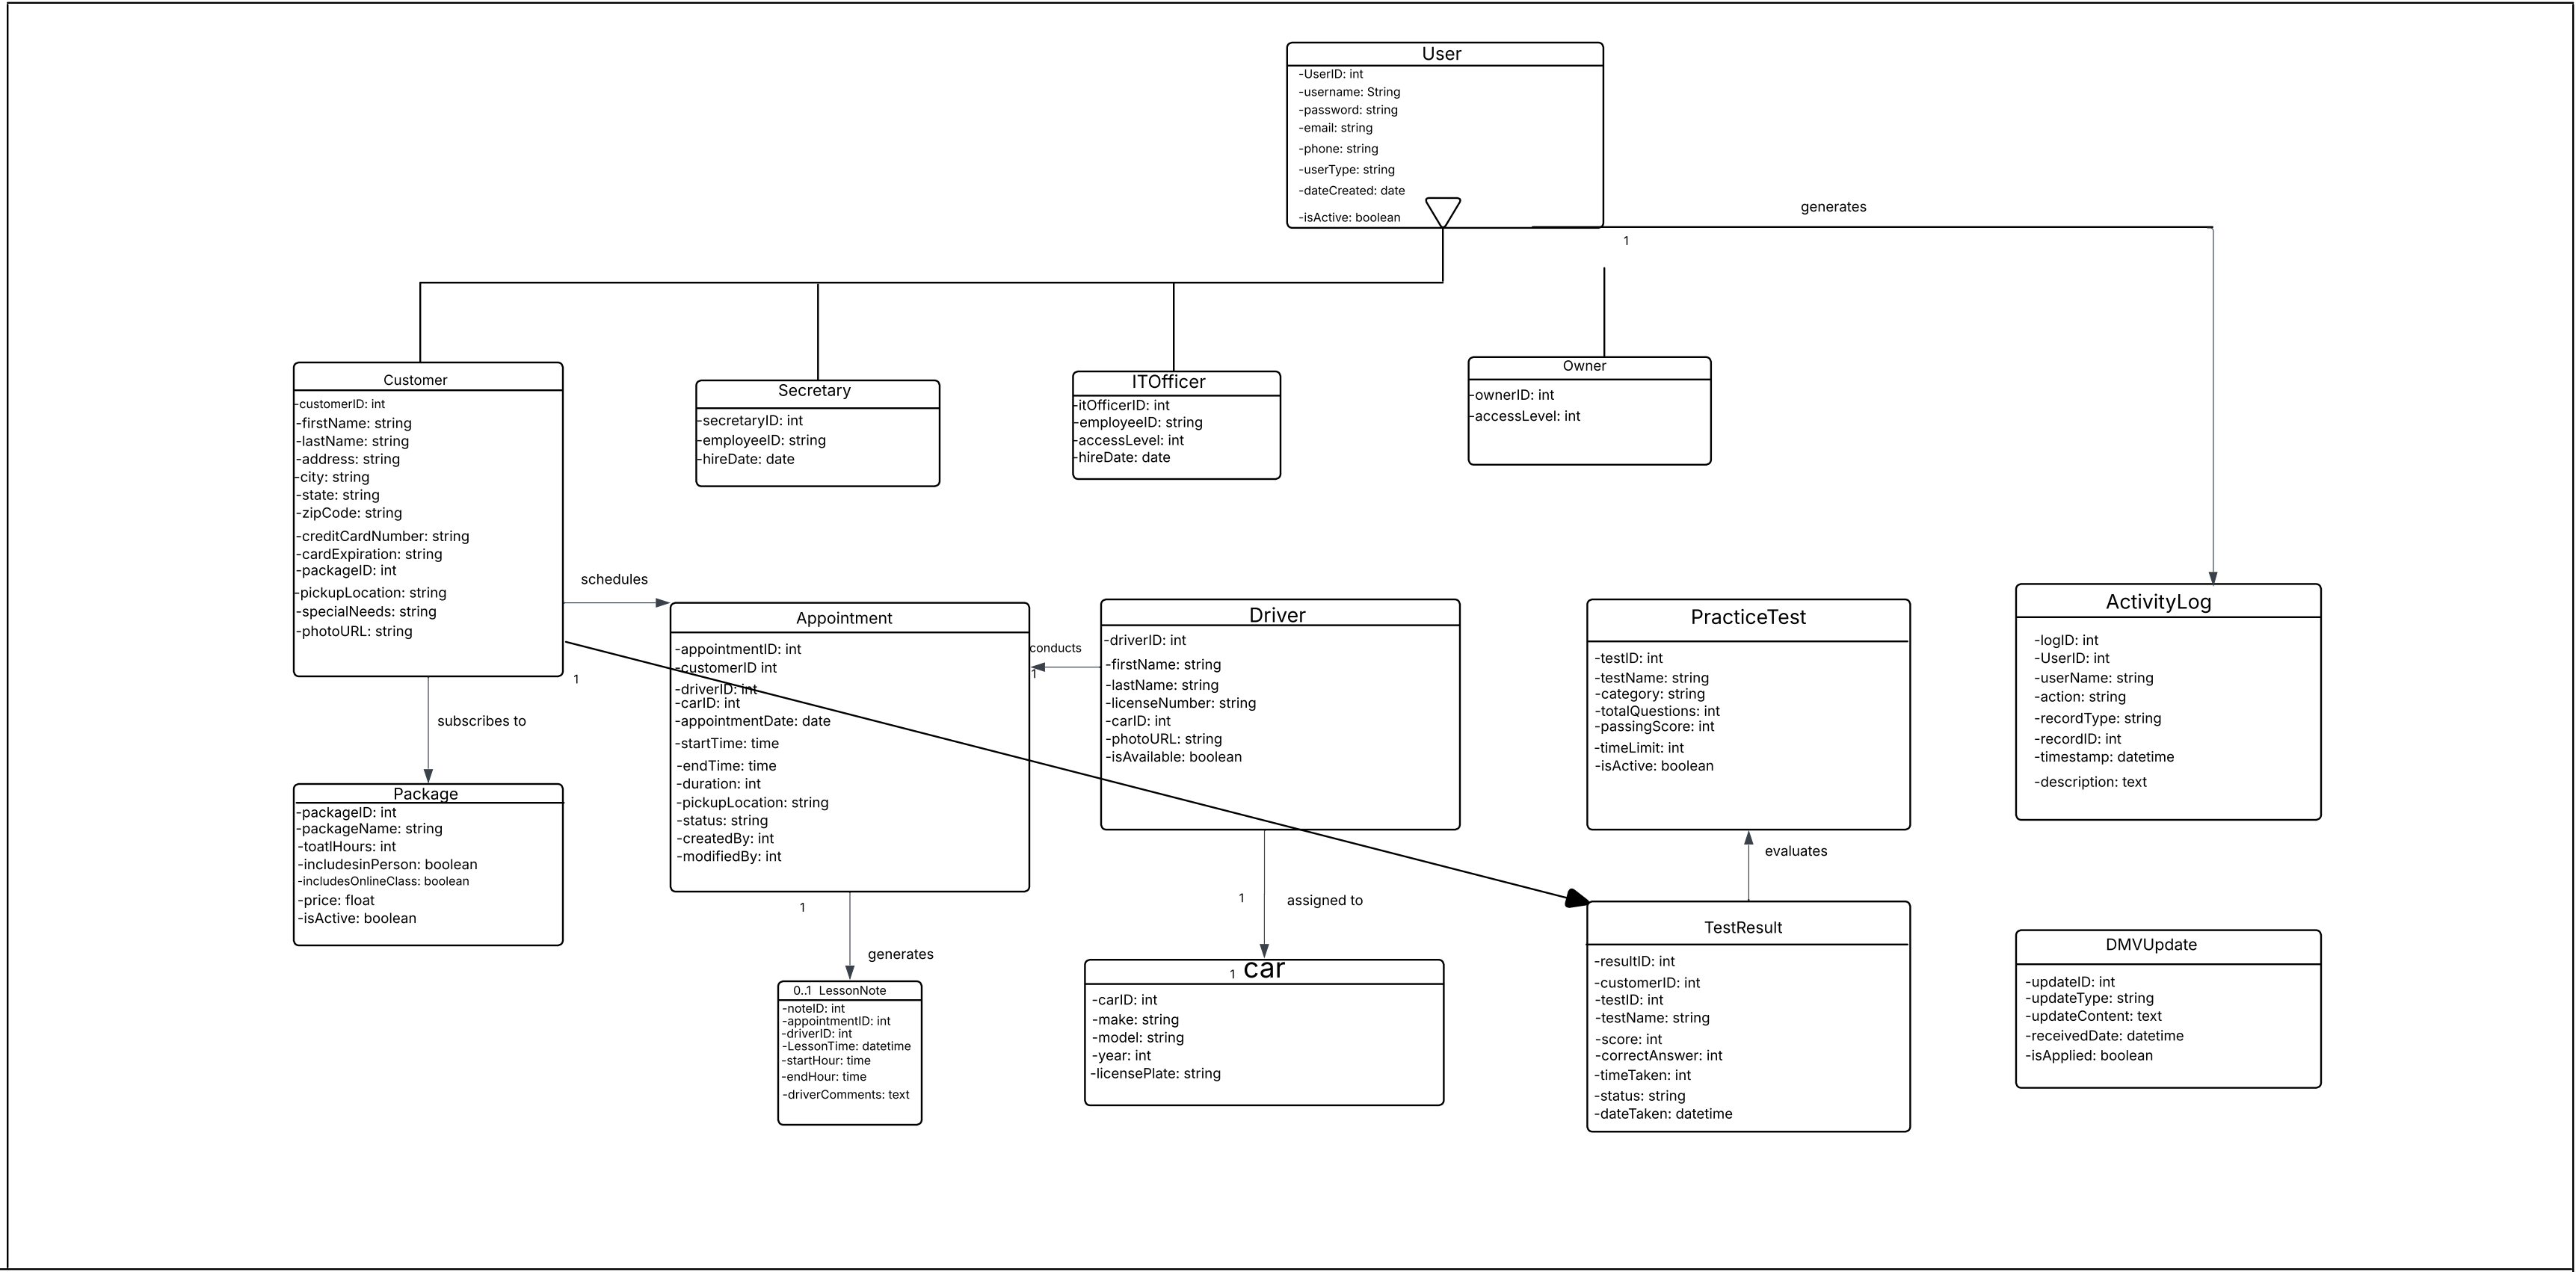 User
-UserID: int
-username: String
-password: string
-email: string
-phone: string
-userType: string
-dateCreated: date
-isActive: boolean
generates
1
Customer
-customerID: int
-firstName: string
-lastName: string
-address: string
-city: string
-state: string
-zipCode: string
-creditCardNumber: string
-cardExpiration: string
-packageID: int
-pickupLocation: string
-specialNeeds: string
-photoURL: string
Secretary
-secretaryID: int
-employeeID: string
-hireDate: date
ITOfficer
-itOfficerID: int
-employeeID: string
-accessLevel: int
-hireDate: date
Owner
-ownerID: int
-accessLevel: int
schedules
1
subscribes to
Appointment
-appointmentID: int
-customerID int
-driverID: int
-carID: int
-appointmentDate: date
-startTime: time
-endTime: time
-duration: int
-pickupLocation: string
-status: string
-createdBy: int
-modifiedBy: int
conducts
1
Driver
-driverID: int
-firstName: string
-lastName: string
-licenseNumber: string
-carID: int
-photoURL: string
-isAvailable: boolean
PracticeTest
-testID: int
-testName: string
-category: string
-totalQuestions: int
-passingScore: int
-timeLimit: int
-isActive: boolean
ActivityLog
-logID: int
-UserID: int
-userName: string
-action: string
-recordType: string
-recordID: int
-timestamp: datetime
-description: text
Package
-packageID: int
-packageName: string
-toatlHours: int
-includesinPerson: boolean
-includesOnlineClass: boolean
-price: float
-isActive: boolean
1
generates
0..1 LessonNote
-noteID: int
-appointmentID: int
-driverID: int
-LessonTime: datetime
-startHour: time
-endHour: time
-driverComments: text
1
assigned to
1 car
-carID: int
-make: string
-model: string
-year: int
-licensePlate: string
evaluates
TestResult
-resultID: int
-customerID: int
-testID: int
-testName: string
-score: int
-correctAnswer: int
-timeTaken: int
-status: string
-dateTaken: datetime
DMVUpdate
-updateID: int
-updateType: string
-updateContent: text
-receivedDate: datetime
-isApplied: boolean